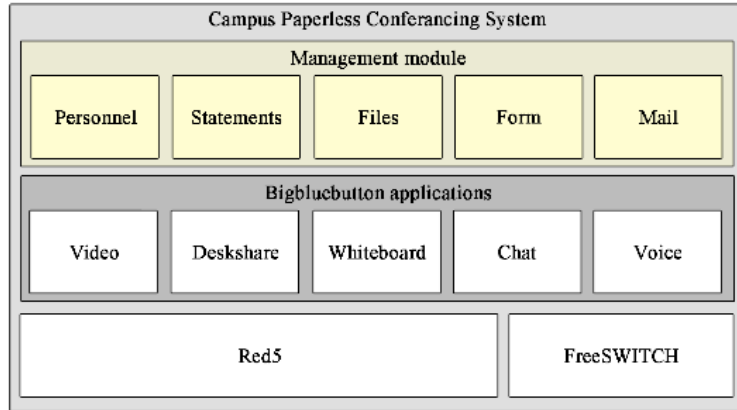 Campus Paperless Conferancing System
Management module
Personnel
Statements
Files
Form
Mail
Bigbluebutton applications
Video
Deskshare
Whiteboard
Chat
Voice
Red5
FreeSWITCH